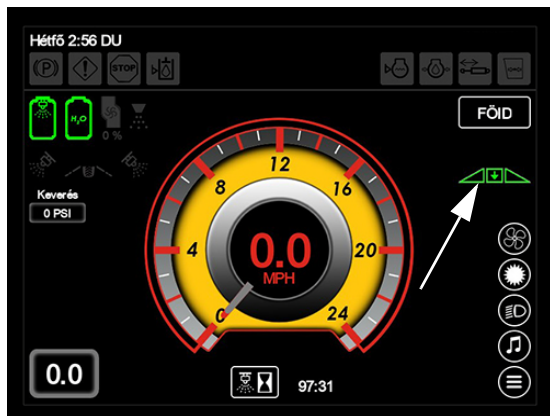 Hétfő 2:56 DU
(P)
STOP
H₂O
0 %
FÖlD
Keverés
0 PSI
12
8
16
4
20
0
24
0.0
MPH
0.0
97:31